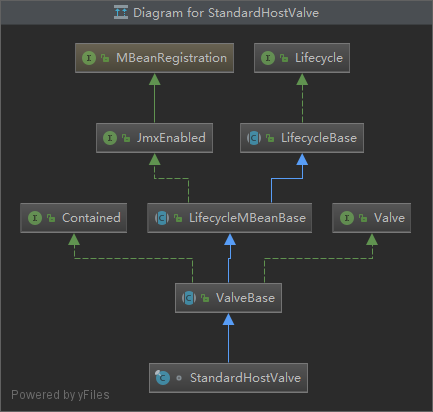 Diagram for StandardHostValve
I MBeanRegistration
I Lifecycle
I JmxEnabled
C LifecycleBase
I Contained
C LifecycleMBeanBase
I Valve
C ValveBase
C StandardHostValve
Powered by yFiles